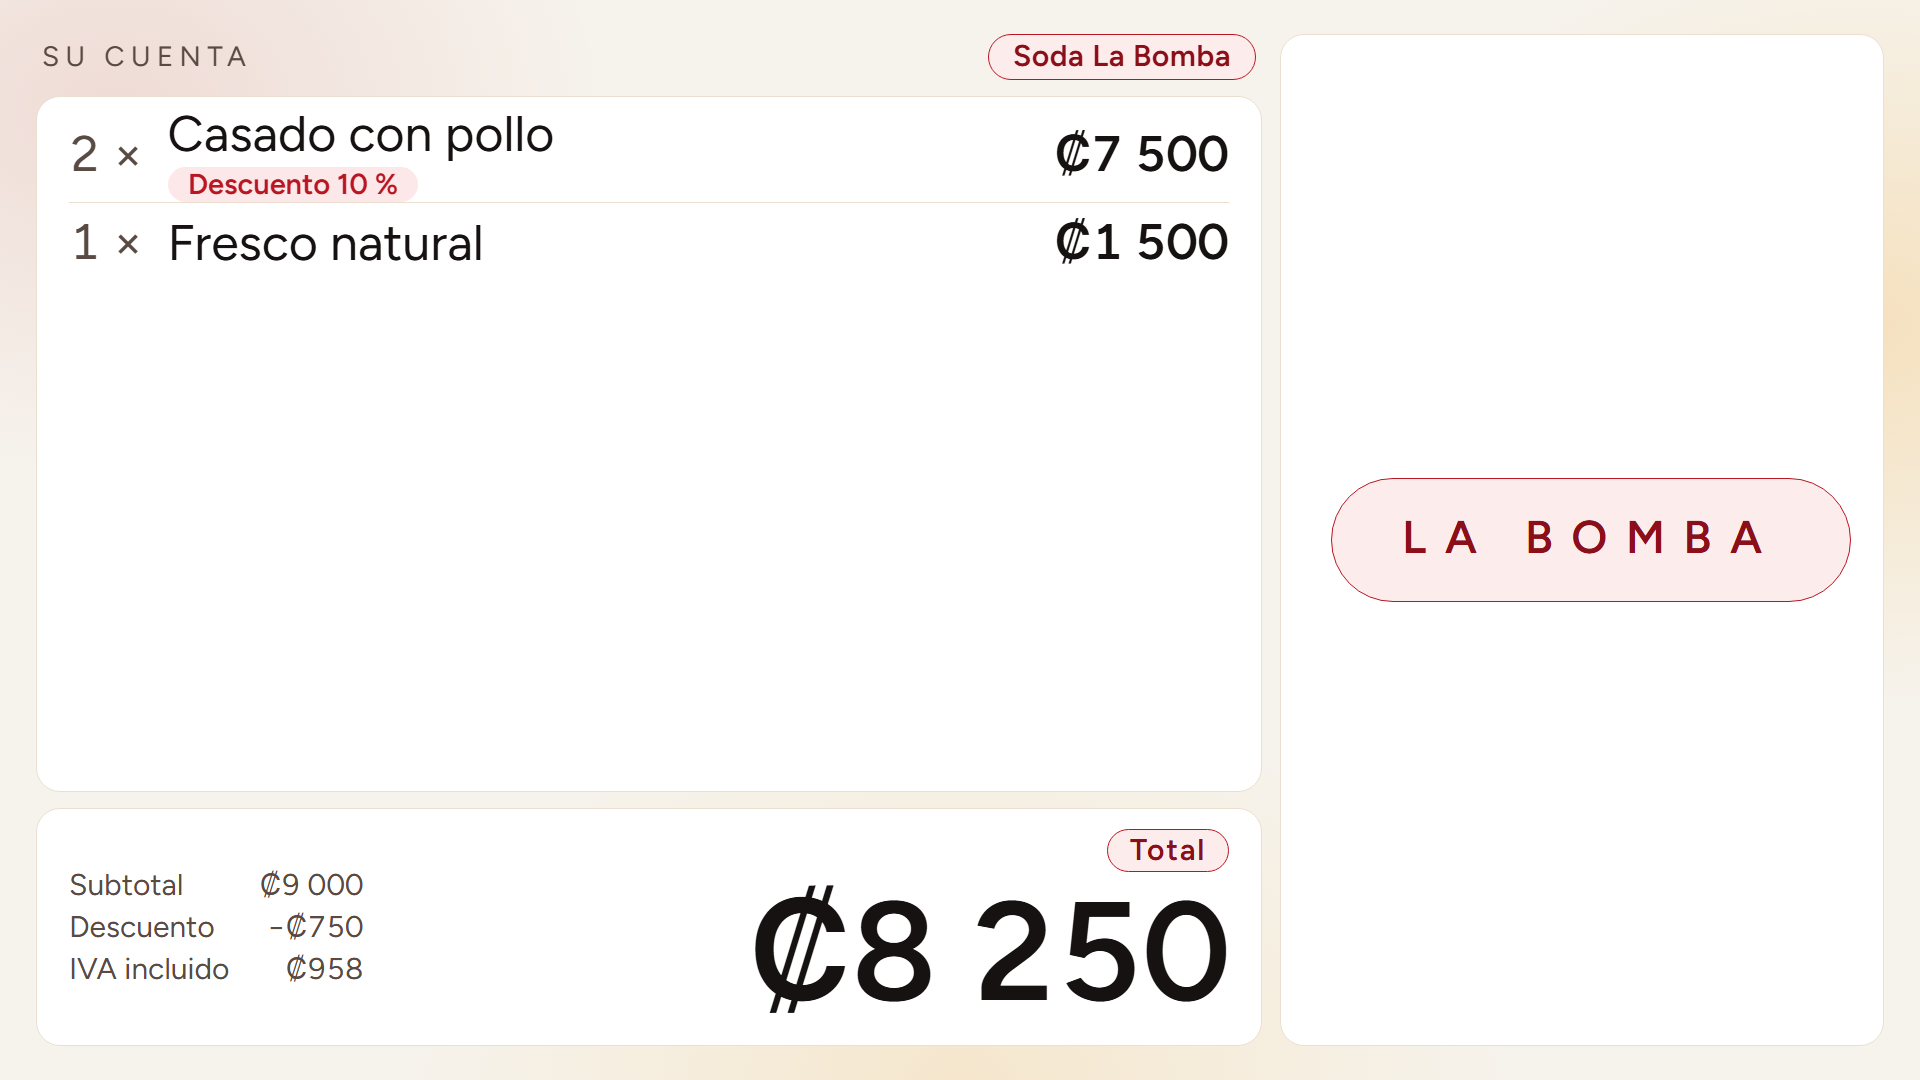 SU CUENTA
Soda La Bomba
2 × Casado con pollo ₡7 500
Descuento 10 %
1 × Fresco natural ₡1 500
LA BOMBA
Total
Subtotal ₡9 000
Descuento -₡750
IVA incluido ₡958
₡8 250